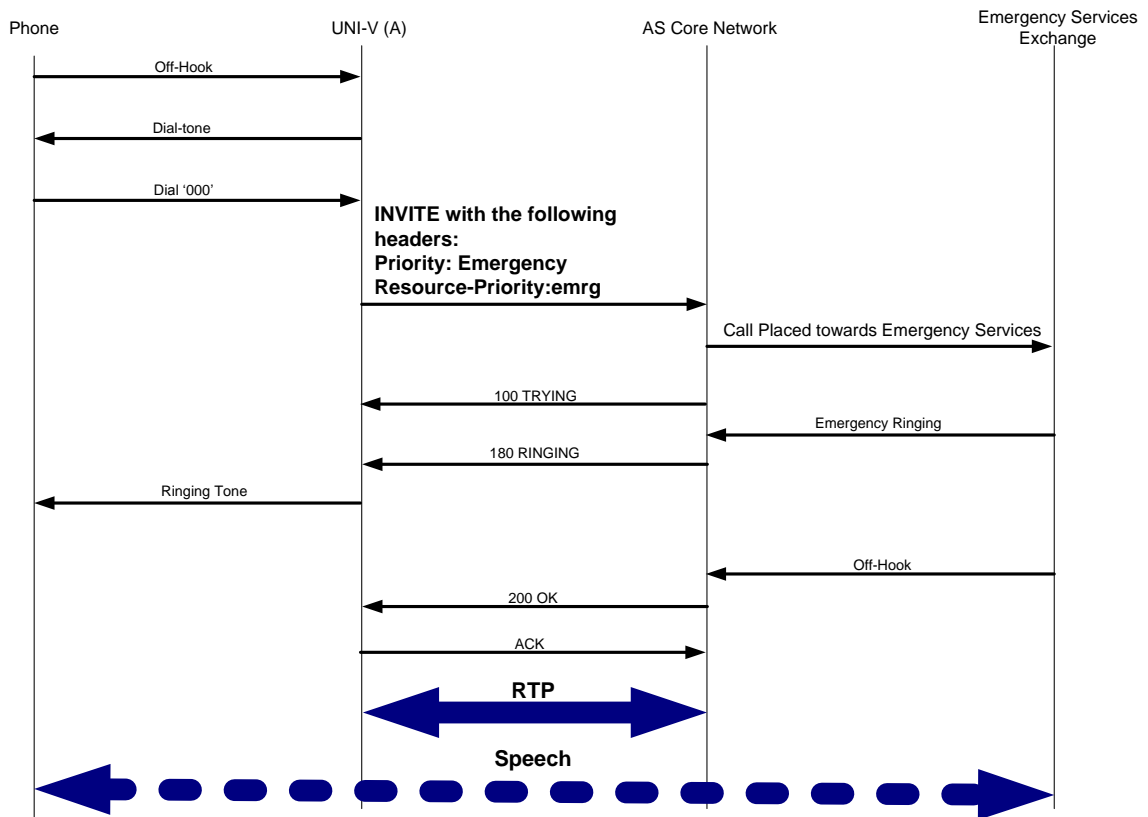 Phone
UNI-V (A)
AS Core Network
Emergency Services
Exchange
Off-Hook
Dial-tone
Dial ‘000’
INVITE with the following
headers:
Priority: Emergency
Resource-Priority:emrg
Call Placed towards Emergency Services
100 TRYING
Emergency Ringing
180 RINGING
Ringing Tone
Off-Hook
200 OK
ACK
RTP
Speech